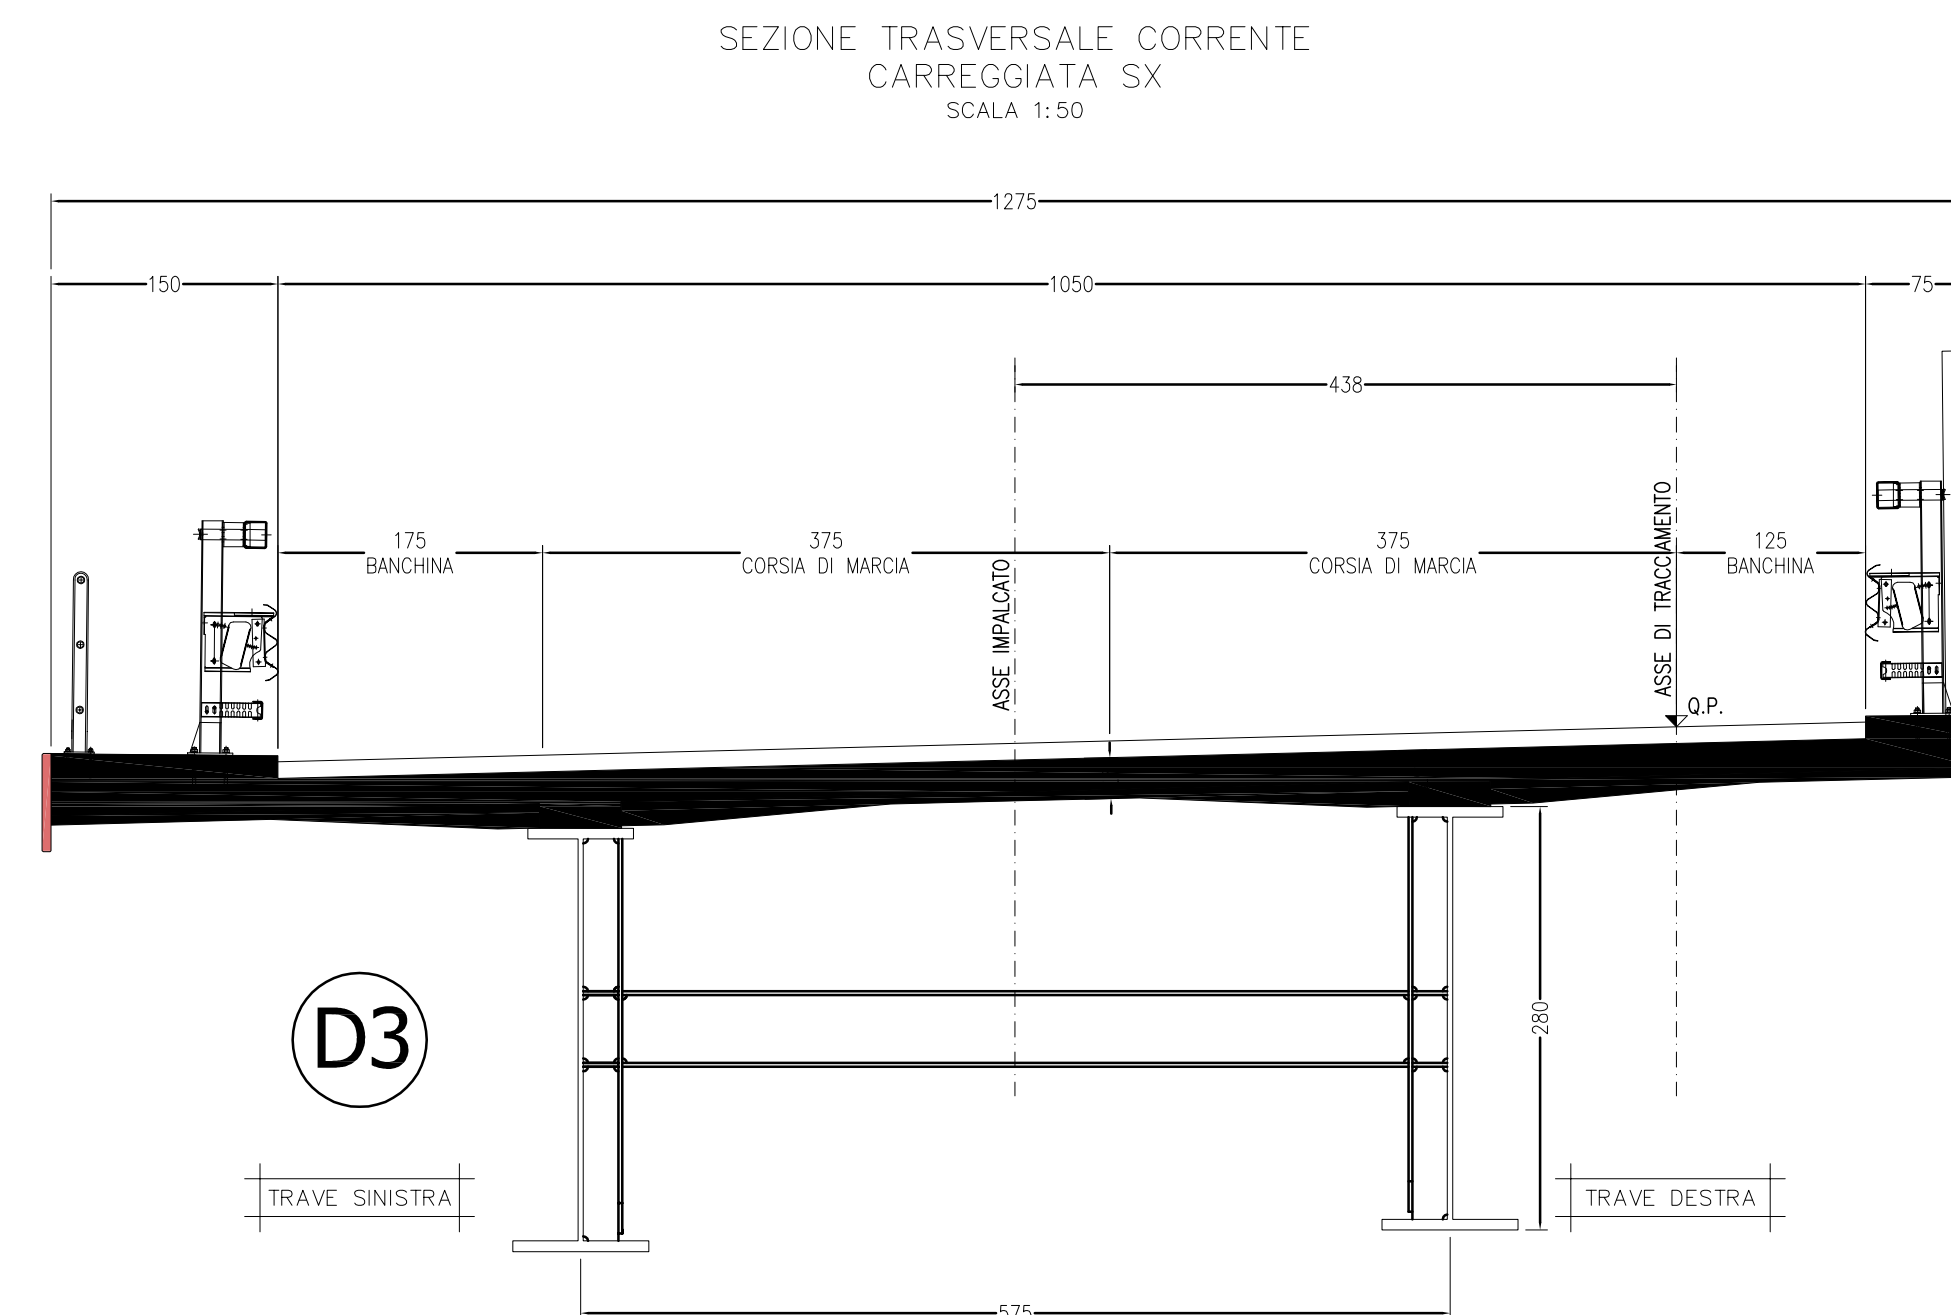 SEZIONE TRASVERSALE CORRENTE
CARREGGIATA SX
SCALA 1:50
1275
150
1050
75
438
175
BANCHINA
375
CORSIA DI MARCIA
375
CORSIA DI MARCIA
125
BANCHINA
ASSE IMPALCATO
ASSE DI TRACCAMENTO
Q.P.
D3
280
TRAVE SINISTRA
TRAVE DESTRA
575